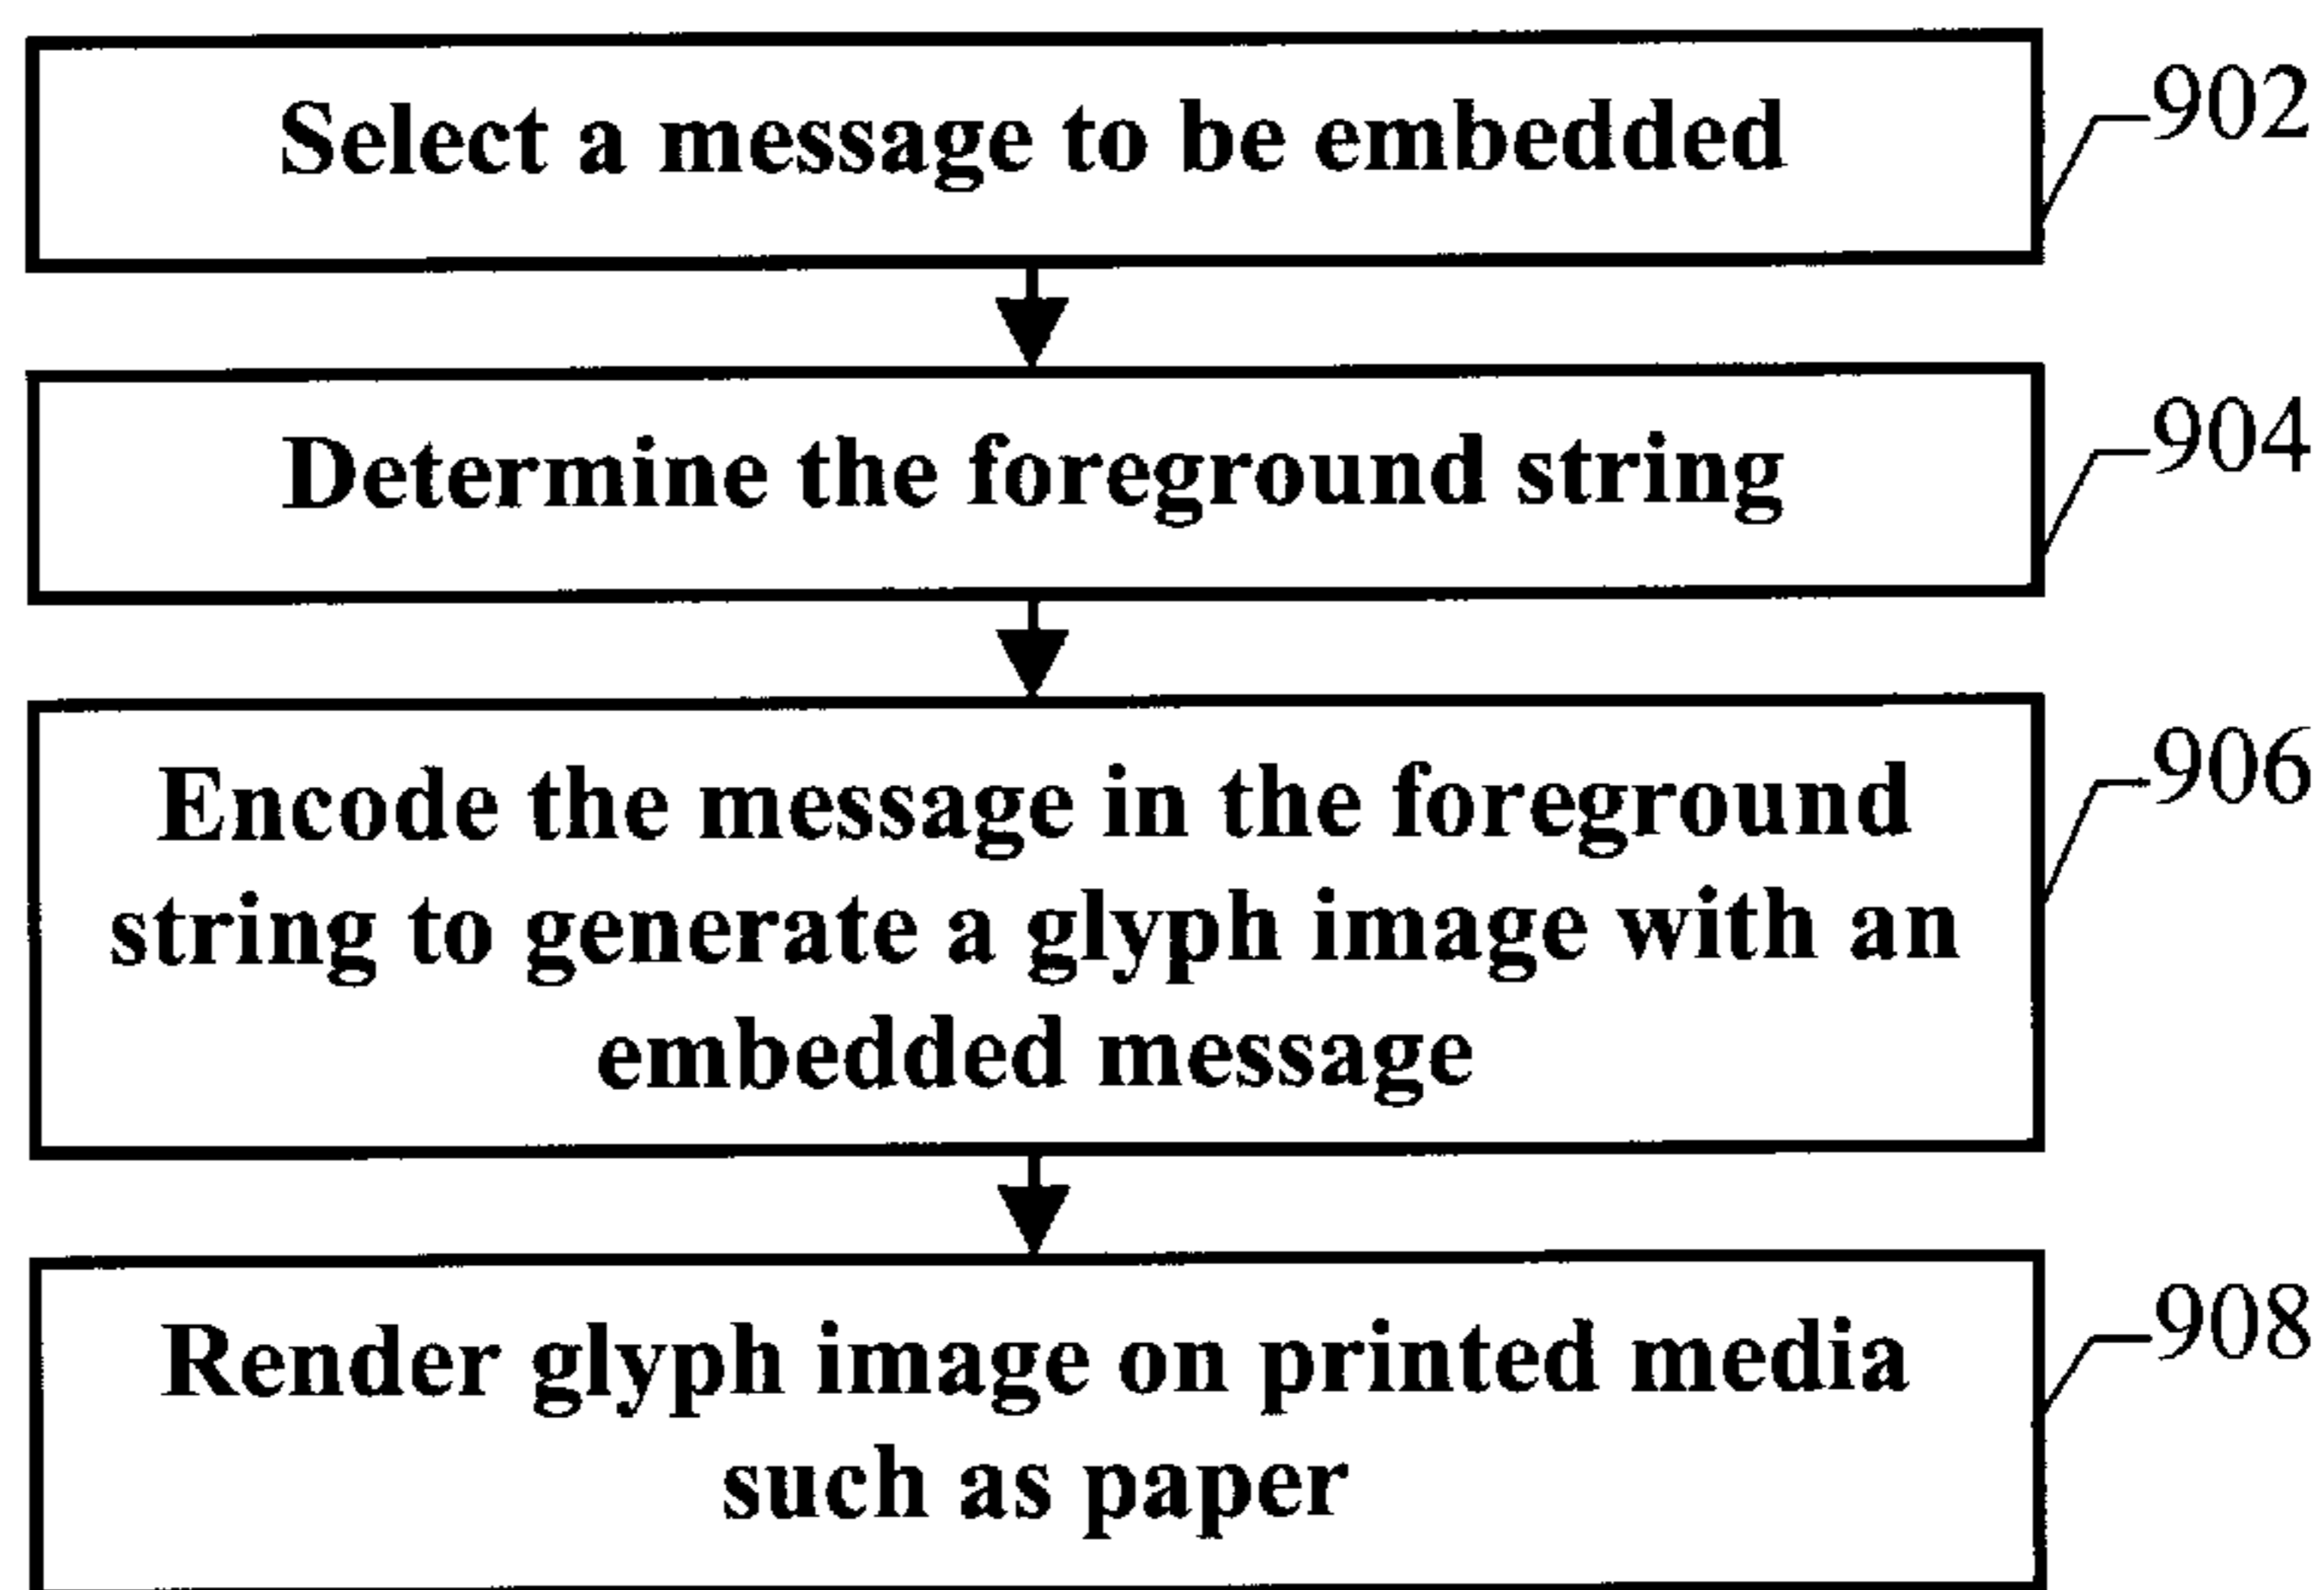 Select a message to be embedded
902
Determine the foreground string
904
Encode the message in the foreground
906
string to generate a glyph image with an
embedded message
Render glyph image on printed media
908
such as paper